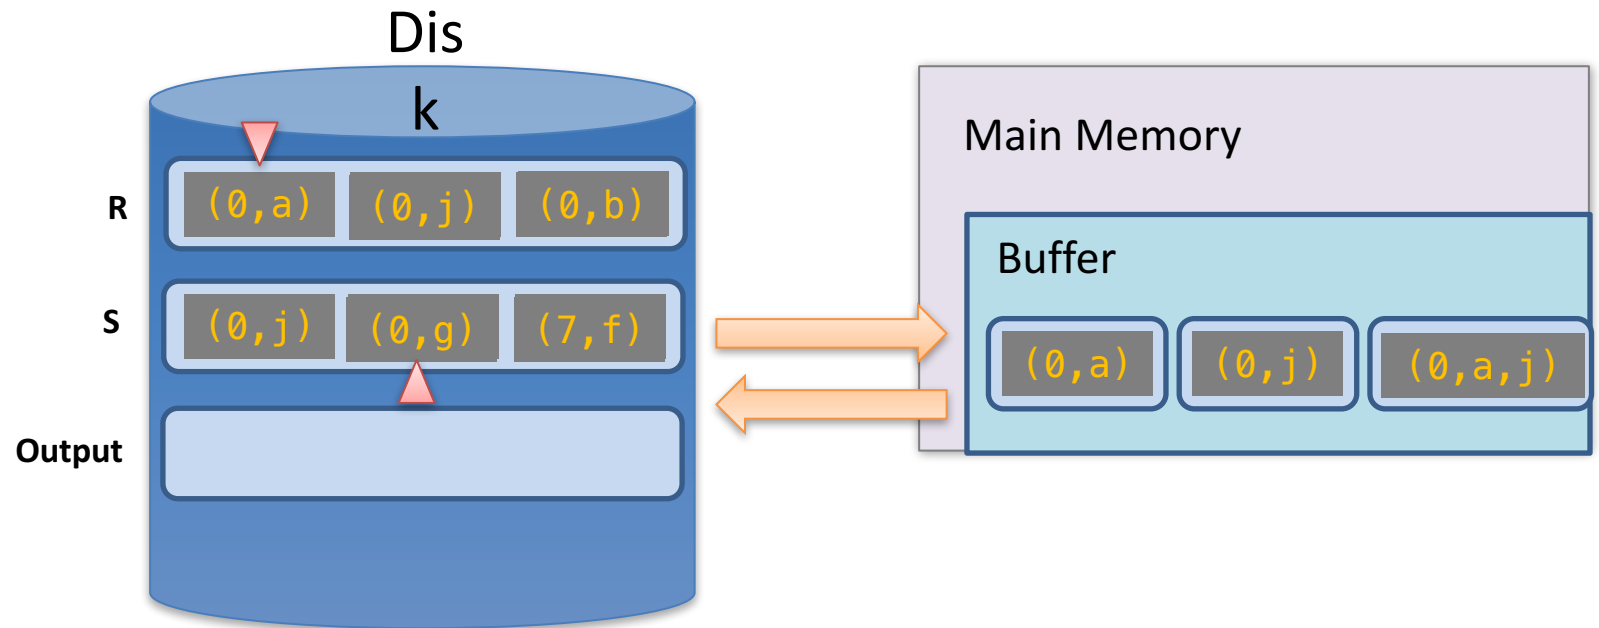 Dis
k
R
(0,a) (0,j) (0,b)
S
(0,j) (0,g) (7,f)
Output
Main Memory
Buffer
(0,a) (0,j) (0,a,j)